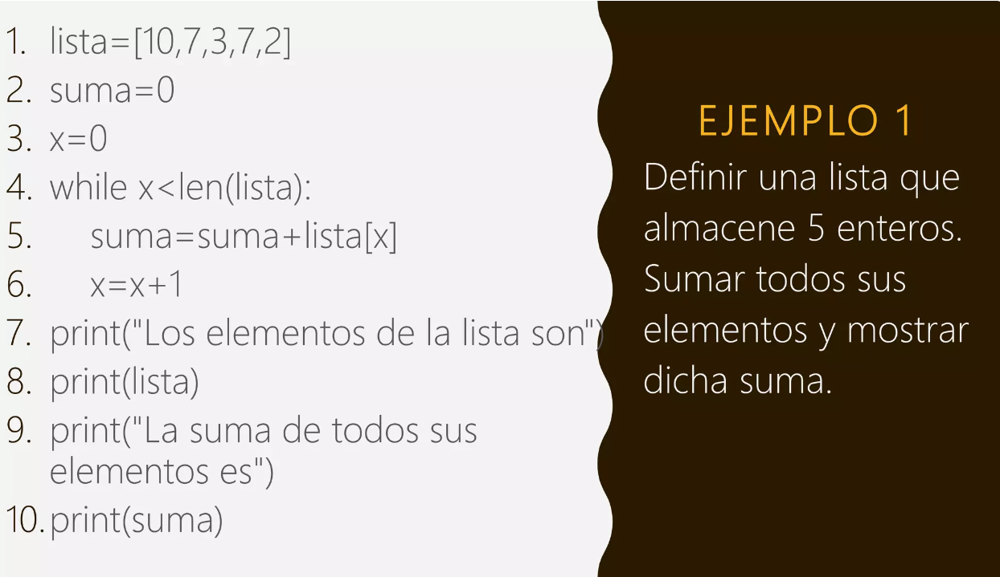 1. lista=[10,7,3,7,2]
2. suma=0
3. x=0
4. while x<len(lista):
5.     suma=suma+lista[x]
6.     x=x+1
7. print("Los elementos de la lista son")
8. print(lista)
9. print("La suma de todos sus
elementos es")
10. print(suma)
EJEMPLO 1
Definir una lista que
almacene 5 enteros.
Sumar todos sus
elementos y mostrar
dicha suma.